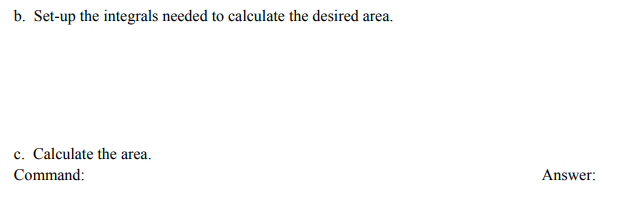 b. Set-up the integrals needed to calculate the desired area.
c. Calculate the area.
Command: Answer: